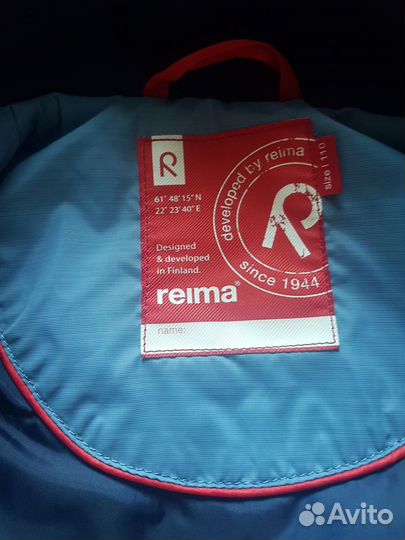 R
61° 48' 15" N
22° 23' 40" E
Designed
& developed
in Finland.
reima®
name:
developed by reima
R
since 1944
size / 110
Avito